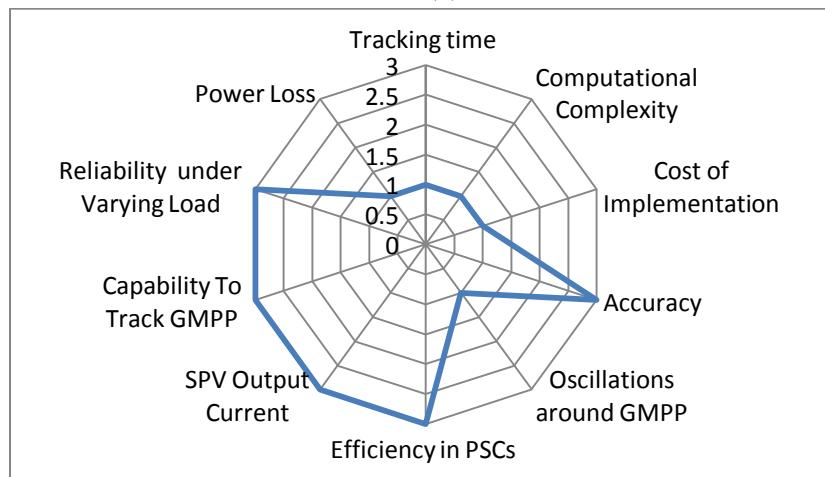 Tracking time
Computational
Complexity
Cost of
Implementation
Accuracy
Oscillations
around GMPP
Efficiency in PSCs
SPV Output
Current
Capability To
Track GMPP
Reliability under
Varying Load
Power Loss
3
2.5
2
1.5
1
0.5
0